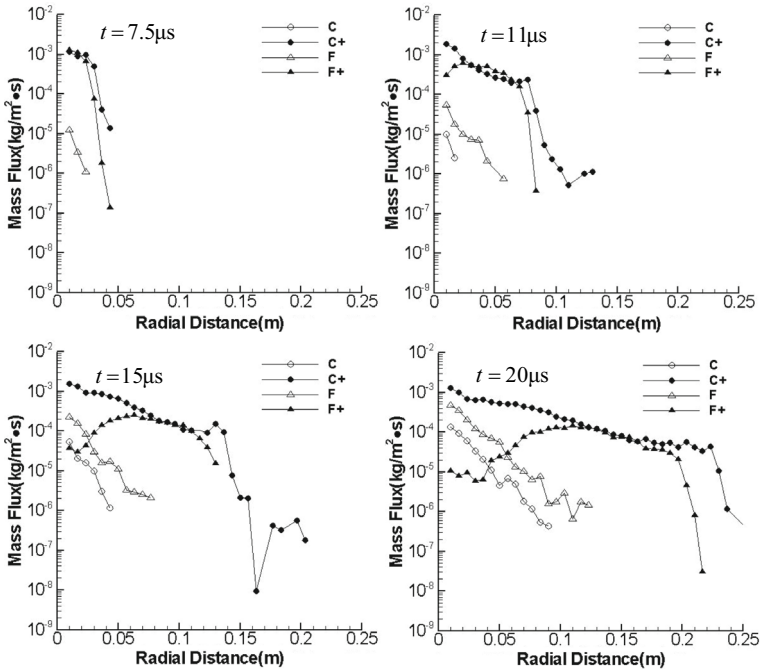 t = 7.5μs
C
C+
F
F+
10⁻²
10⁻³
10⁻⁴
10⁻⁵
10⁻⁶
10⁻⁷
10⁻⁸
10⁻⁹
Mass Flux(kg/m²•s)
0 0.05 0.1 0.15 0.2 0.25
Radial Distance(m)
t = 11μs
C
C+
F
F+
10⁻²
10⁻³
10⁻⁴
10⁻⁵
10⁻⁶
10⁻⁷
10⁻⁸
10⁻⁹
Mass Flux(kg/m²•s)
0 0.05 0.1 0.15 0.2 0.25
Radial Distance(m)
t = 15μs
C
C+
F
F+
10⁻²
10⁻³
10⁻⁴
10⁻⁵
10⁻⁶
10⁻⁷
10⁻⁸
10⁻⁹
Mass Flux(kg/m²•s)
0 0.05 0.1 0.15 0.2 0.25
Radial Distance(m)
t = 20μs
C
C+
F
F+
10⁻²
10⁻³
10⁻⁴
10⁻⁵
10⁻⁶
10⁻⁷
10⁻⁸
10⁻⁹
Mass Flux(kg/m²•s)
0 0.05 0.1 0.15 0.2 0.25
Radial Distance(m)